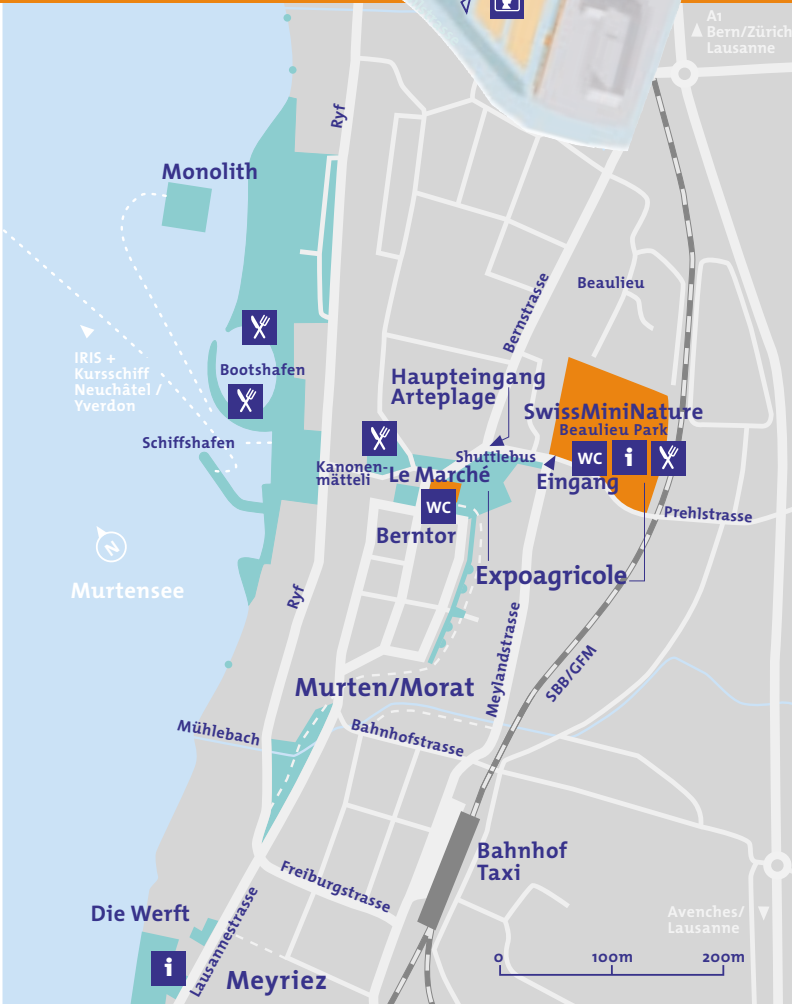 A1
Bern/Zürich
Lausanne
Ryf
Monolith
Bernstrasse
Beaulieu
IRIS +
Kursschiff
Neuchâtel /
Yverdon
Bootshafen
Haupteingang
Arteplage
SwissMiniNature
Beaulieu Park
Schiffshafen
Shuttlebus
WC
i
Kanonen-
mätteli
Le Marché
Eingang
WC
Prehlstrasse
Berntor
N
Expoagricole
Murtensee
Ryf
Meylandstrasse
SBB/GFM
Murten/Morat
Mühlebach
Bahnhofstrasse
Bahnhof
Taxi
Freiburgstrasse
Die Werft
Lausannestrasse
Avenches/
Lausanne
i
Meyriez
0 100m 200m